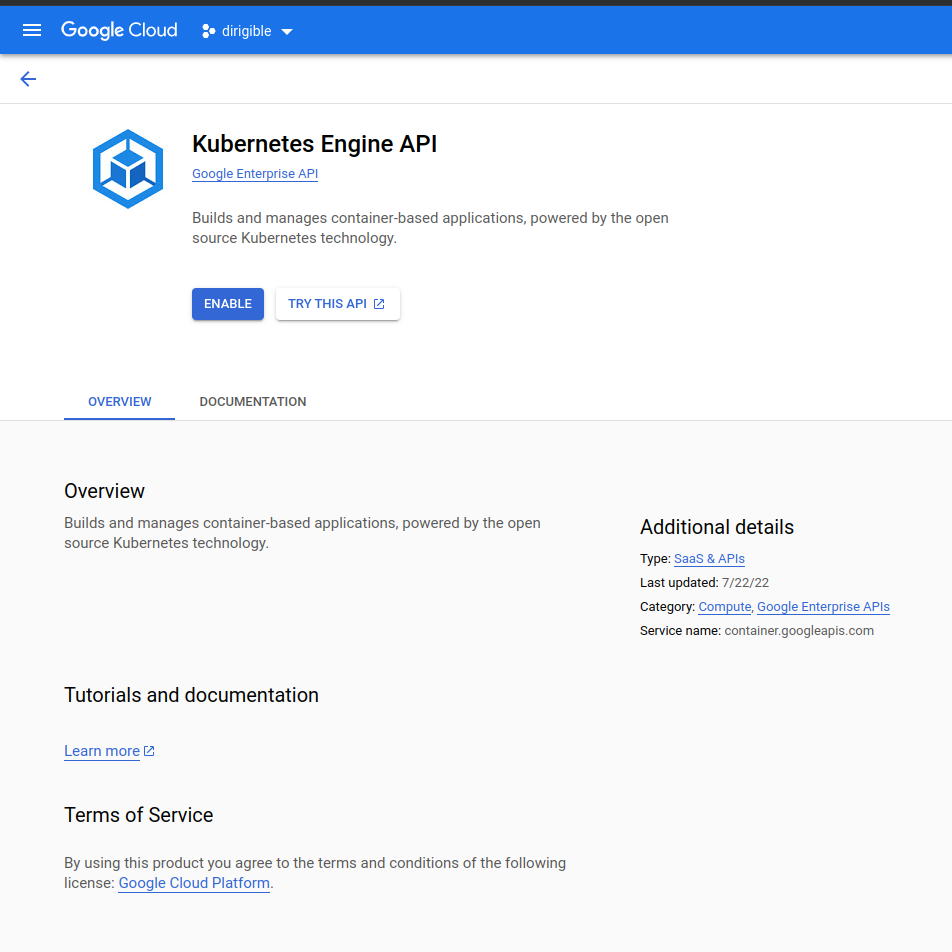 Google Cloud
dirigible
Kubernetes Engine API
Google Enterprise API
Builds and manages container-based applications, powered by the open
source Kubernetes technology.
ENABLE
TRY THIS API
OVERVIEW
DOCUMENTATION
Overview
Builds and manages container-based applications, powered by the open
source Kubernetes technology.
Additional details
Type: SaaS & APIs
Last updated: 7/22/22
Category: Compute, Google Enterprise APIs
Service name: container.googleapis.com
Tutorials and documentation
Learn more
Terms of Service
By using this product you agree to the terms and conditions of the following
license: Google Cloud Platform.